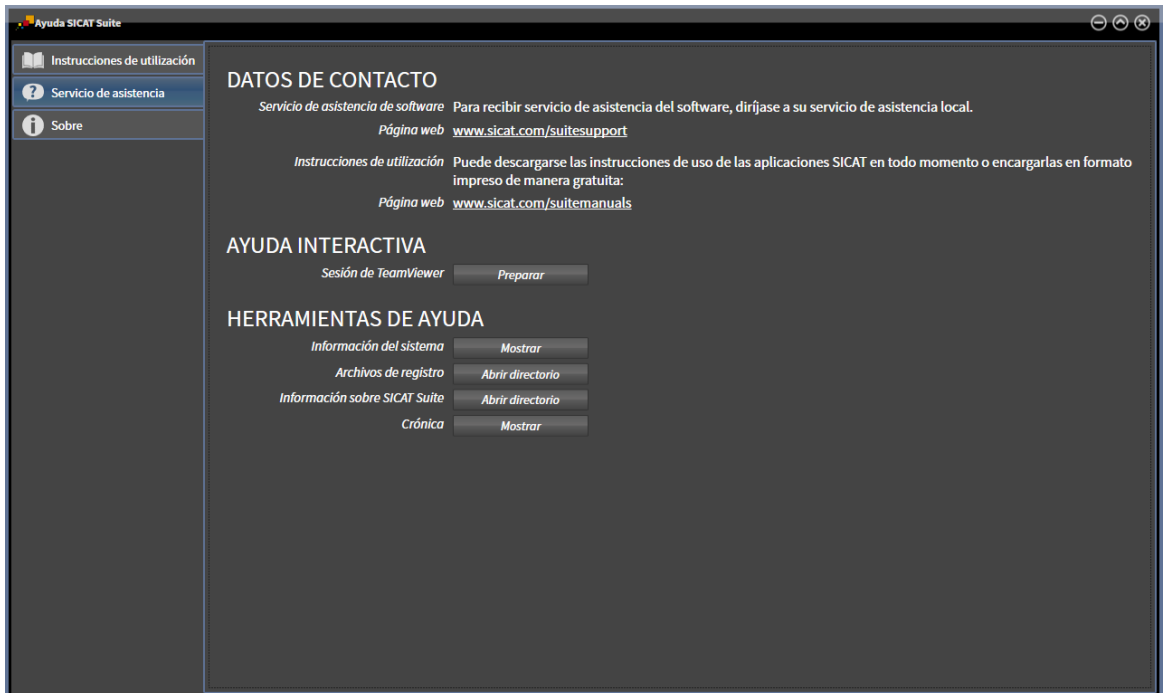 Ayuda SICAT Suite
Instrucciones de utilización
Servicio de asistencia
Sobre
DATOS DE CONTACTO
Servicio de asistencia de software Para recibir servicio de asistencia del software, diríjase a su servicio de asistencia local.
Página web www.sicat.com/suitesupport
Instrucciones de utilización Puede descargarse las instrucciones de uso de las aplicaciones SICAT en todo momento o encargarlas en formato
impreso de manera gratuita:
Página web www.sicat.com/suitemanuals
AYUDA INTERACTIVA
Sesión de TeamViewer Preparar
HERRAMIENTAS DE AYUDA
Información del sistema Mostrar
Archivos de registro Abrir directorio
Información sobre SICAT Suite Abrir directorio
Crónica Mostrar